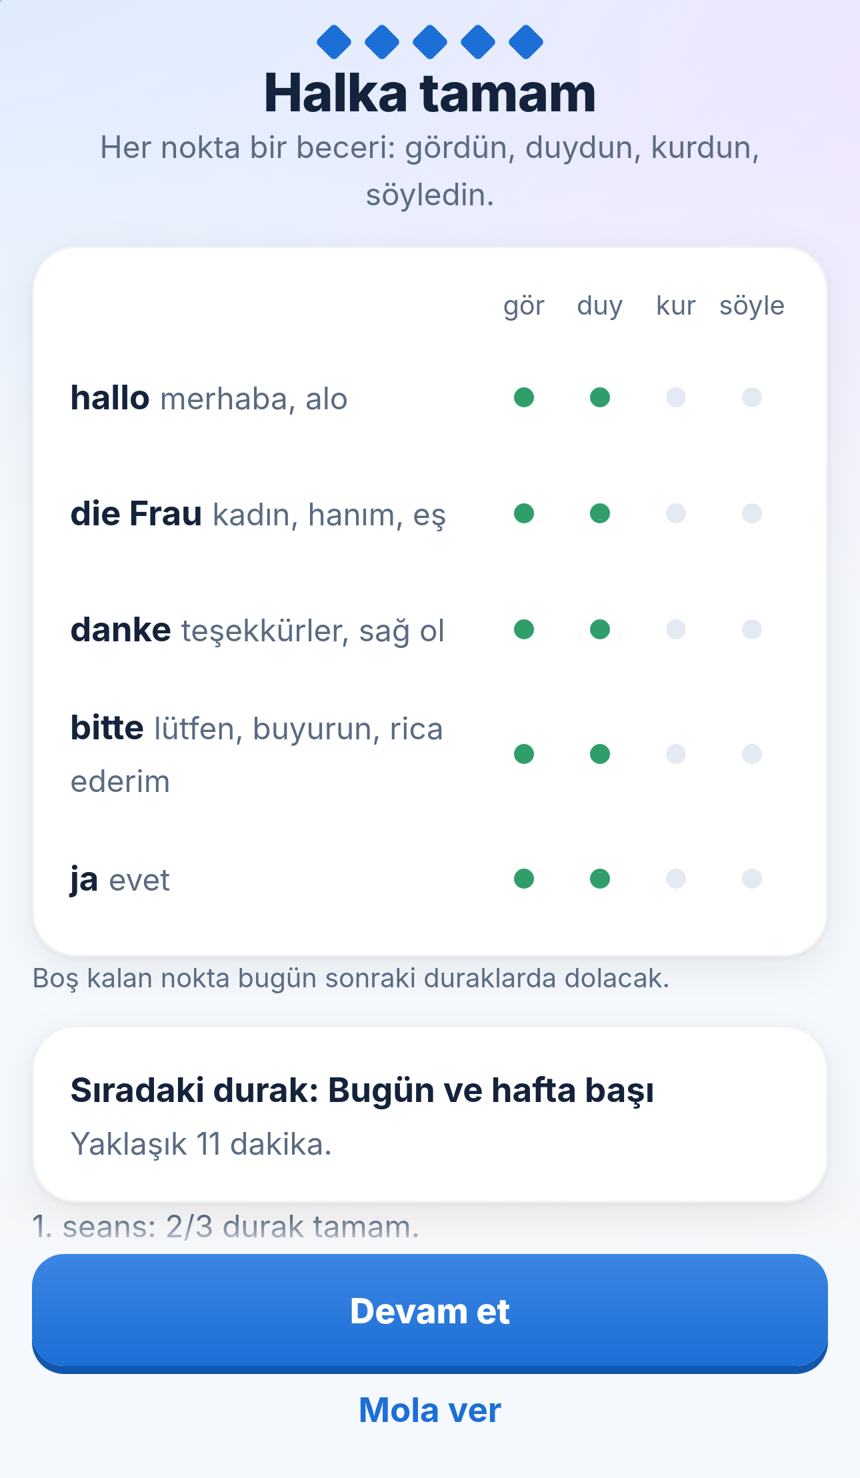 Halka tamam
Her nokta bir beceri: gördün, duydun, kurdun,
söyledin.
gör duy kur söyle
hallo merhaba, alo
die Frau kadın, hanım, eş
danke teşekkürler, sağ ol
bitte lütfen, buyurun, rica
ederim
ja evet
Boş kalan nokta bugün sonraki duraklarda dolacak.
Sıradaki durak: Bugün ve hafta başı
Yaklaşık 11 dakika.
1. seans: 2/3 durak tamam.
Devam et
Mola ver